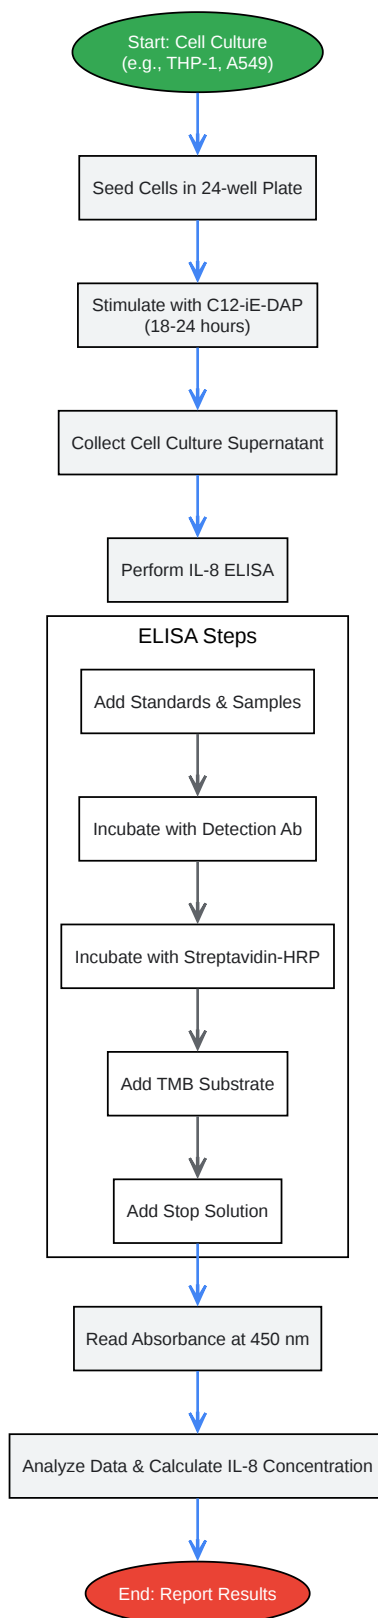 Start: Cell Culture
(e.g., THP-1, A549)
Seed Cells in 24-well Plate
Stimulate with C12-iE-DAP
(18-24 hours)
Collect Cell Culture Supernatant
Perform IL-8 ELISA
ELISA Steps
Add Standards & Samples
Incubate with Detection Ab
Incubate with Streptavidin-HRP
Add TMB Substrate
Add Stop Solution
Read Absorbance at 450 nm
Analyze Data & Calculate IL-8 Concentration
End: Report Results